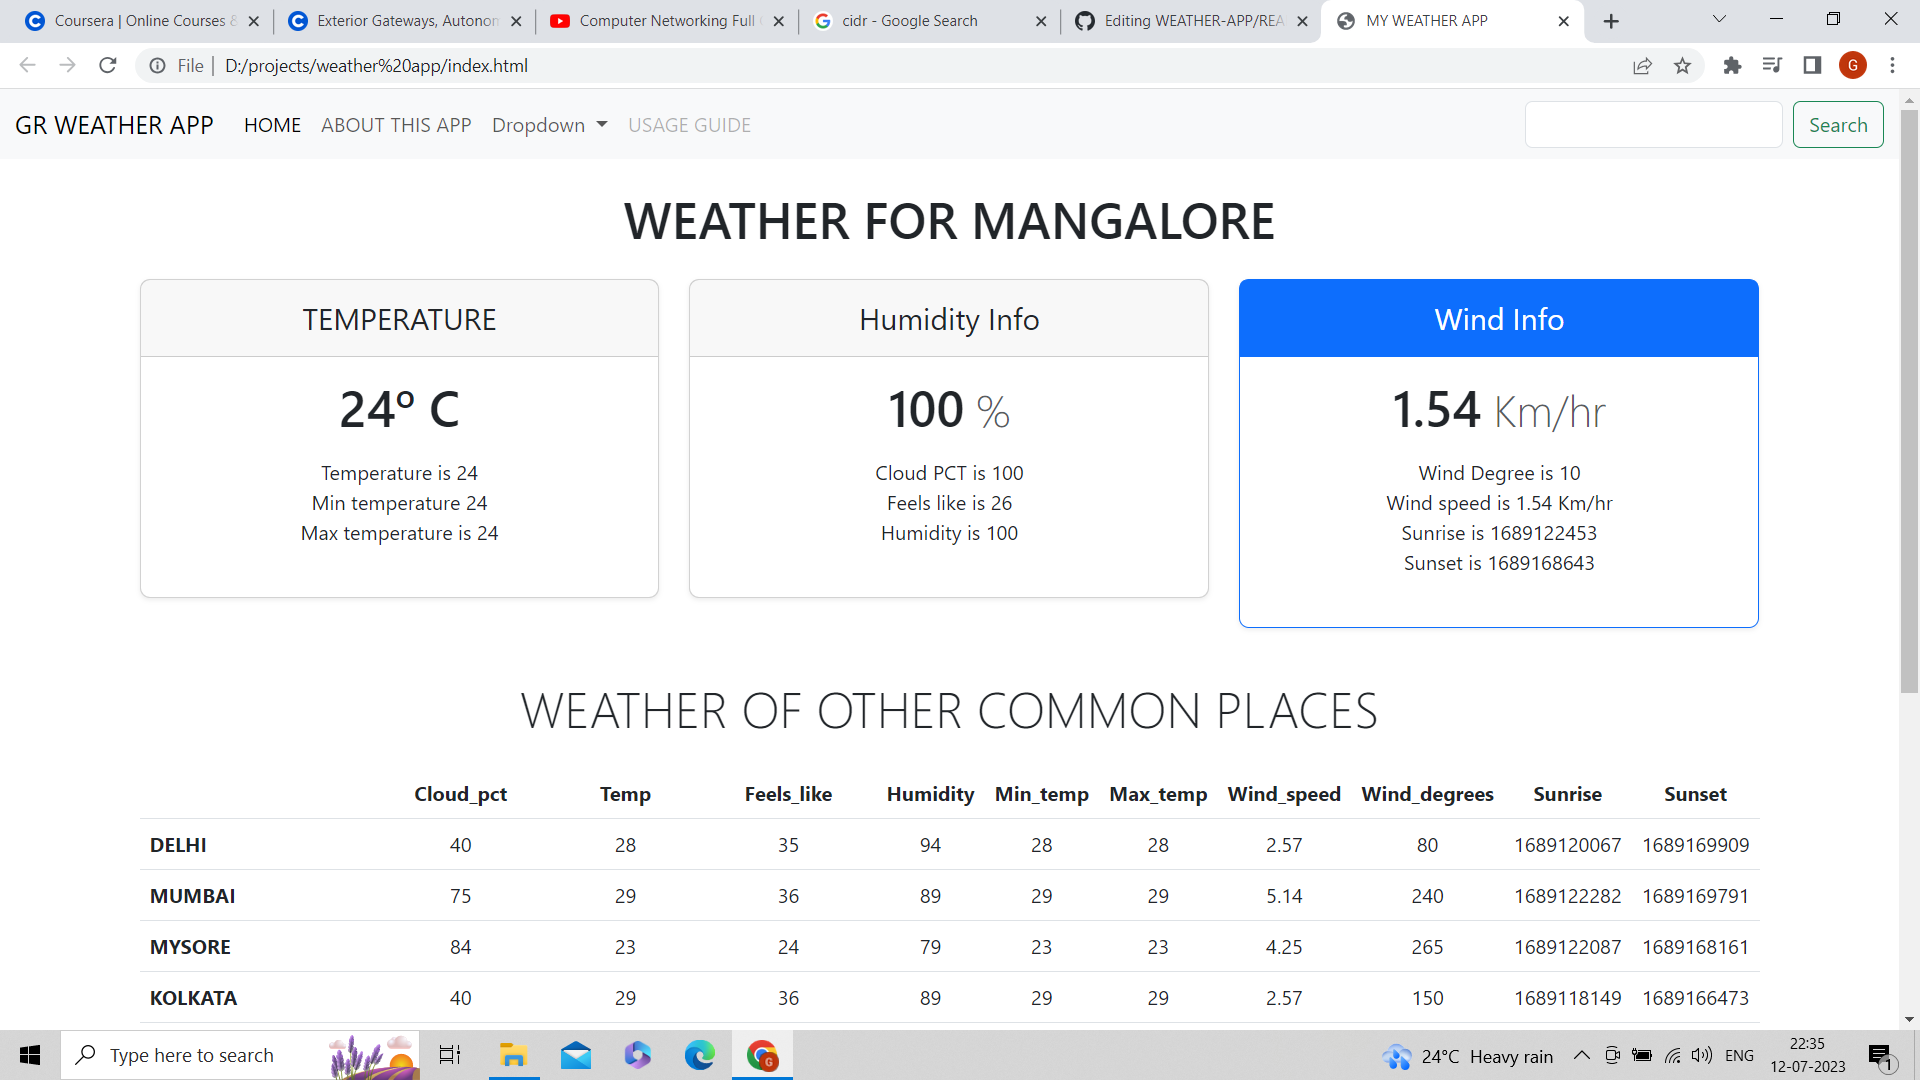 Coursera | Online Courses &
Exterior Gateways, Autonom
Computer Networking Full
cidr - Google Search
Editing WEATHER-APP/REA
MY WEATHER APP
File | D:/projects/weather%20app/index.html
G
GR WEATHER APP HOME ABOUT THIS APP Dropdown USAGE GUIDE Search
WEATHER FOR MANGALORE
TEMPERATURE
24º C
Temperature is 24
Min temperature 24
Max temperature is 24
Humidity Info
100 %
Cloud PCT is 100
Feels like is 26
Humidity is 100
Wind Info
1.54 Km/hr
Wind Degree is 10
Wind speed is 1.54 Km/hr
Sunrise is 1689122453
Sunset is 1689168643
WEATHER OF OTHER COMMON PLACES
Cloud_pct Temp Feels_like Humidity Min_temp Max_temp Wind_speed Wind_degrees Sunrise Sunset
DELHI 40 28 35 94 28 28 2.57 80 1689120067 1689169909
MUMBAI 75 29 36 89 29 29 5.14 240 1689122282 1689169791
MYSORE 84 23 24 79 23 23 4.25 265 1689122087 1689168161
KOLKATA 40 29 36 89 29 29 2.57 150 1689118149 1689166473
Type here to search
G
24°C Heavy rain
ENG
22:35
12-07-2023
1